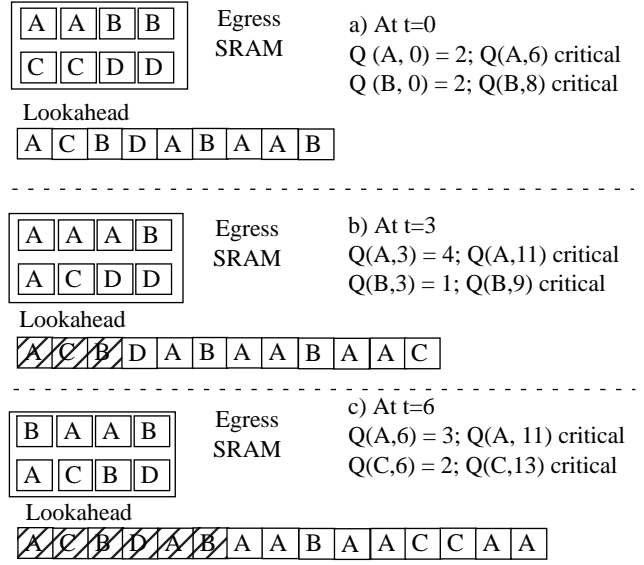 A A B B
C C D D
Egress
SRAM
a) At t=0
Q (A, 0) = 2; Q(A,6) critical
Q (B, 0) = 2; Q(B,8) critical
Lookahead
A C B D A B A A B
A A A B
A C D D
Egress
SRAM
b) At t=3
Q(A,3) = 4; Q(A,11) critical
Q(B,3) = 1; Q(B,9) critical
Lookahead
A C B D A B A A B A A C
B A A B
A C B D
Egress
SRAM
c) At t=6
Q(A,6) = 3; Q(A, 11) critical
Q(C,6) = 2; Q(C,13) critical
Lookahead
A C B D A B A A B A A C C A A